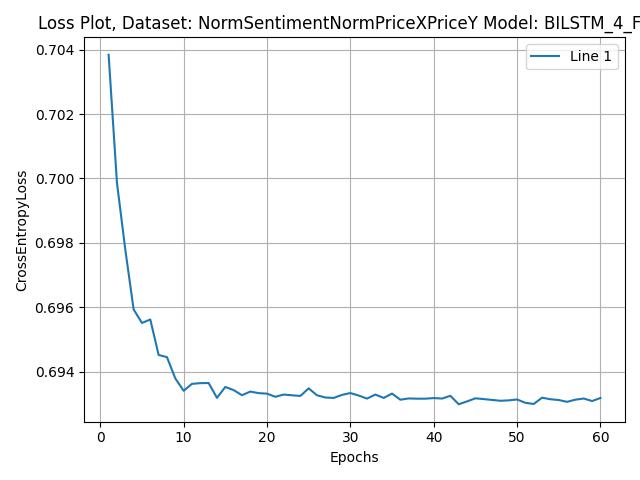 Loss Plot, Dataset: NormSentimentNormPriceXPriceY Model: BILSTM_4_F
Line 1
CrossEntropyLoss
0.704
0.702
0.700
0.698
0.696
0.694
0 10 20 30 40 50 60
Epochs